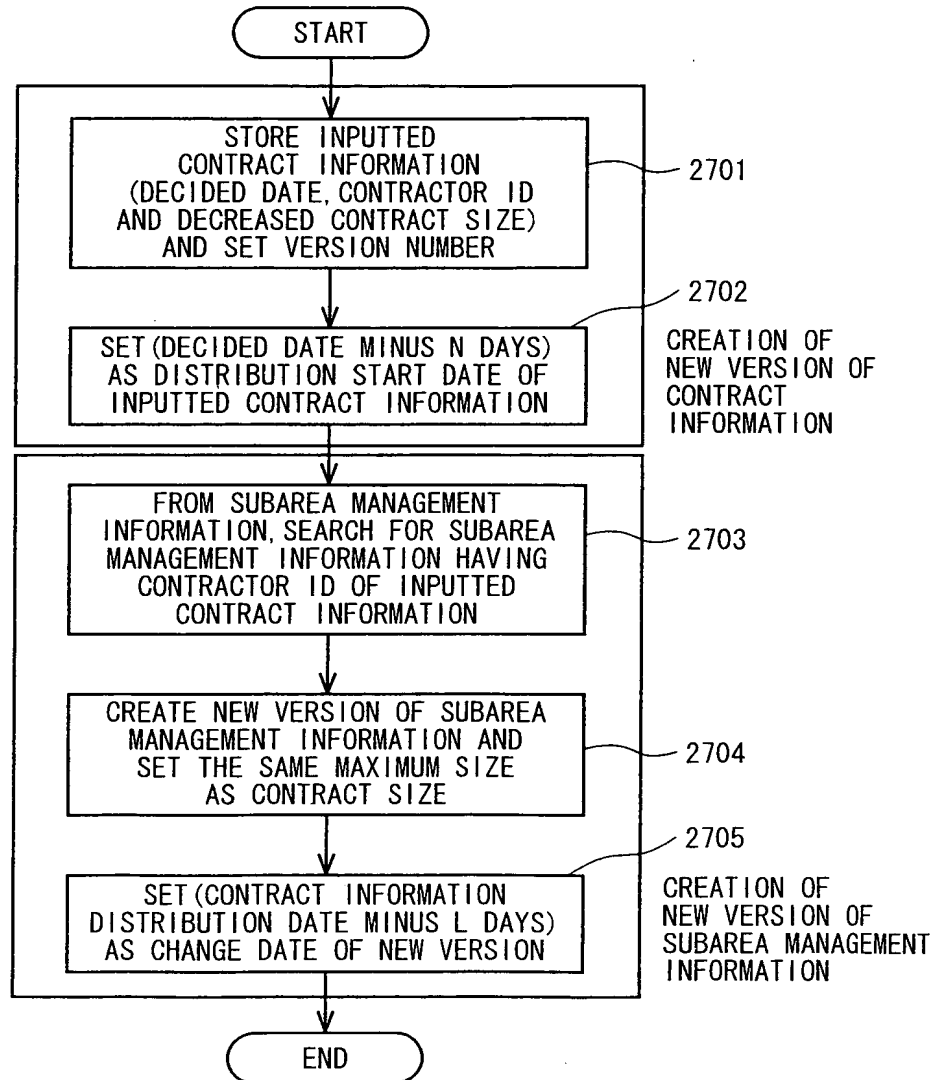 START
STORE INPUTTED
CONTRACT INFORMATION
(DECIDED DATE, CONTRACTOR ID
AND DECREASED CONTRACT SIZE)
AND SET VERSION NUMBER
2701
2702
SET (DECIDED DATE MINUS N DAYS)
AS DISTRIBUTION START DATE OF
INPUTTED CONTRACT INFORMATION
CREATION OF
NEW VERSION OF
CONTRACT
INFORMATION
FROM SUBAREA MANAGEMENT
INFORMATION, SEARCH FOR SUBAREA
MANAGEMENT INFORMATION HAVING
CONTRACTOR ID OF INPUTTED
CONTRACT INFORMATION
2703
CREATE NEW VERSION OF SUBAREA
MANAGEMENT INFORMATION AND
SET THE SAME MAXIMUM SIZE
AS CONTRACT SIZE
2704
2705
SET (CONTRACT INFORMATION
DISTRIBUTION DATE MINUS L DAYS)
AS CHANGE DATE OF NEW VERSION
CREATION OF
NEW VERSION OF
SUBAREA MANAGEMENT
INFORMATION
END